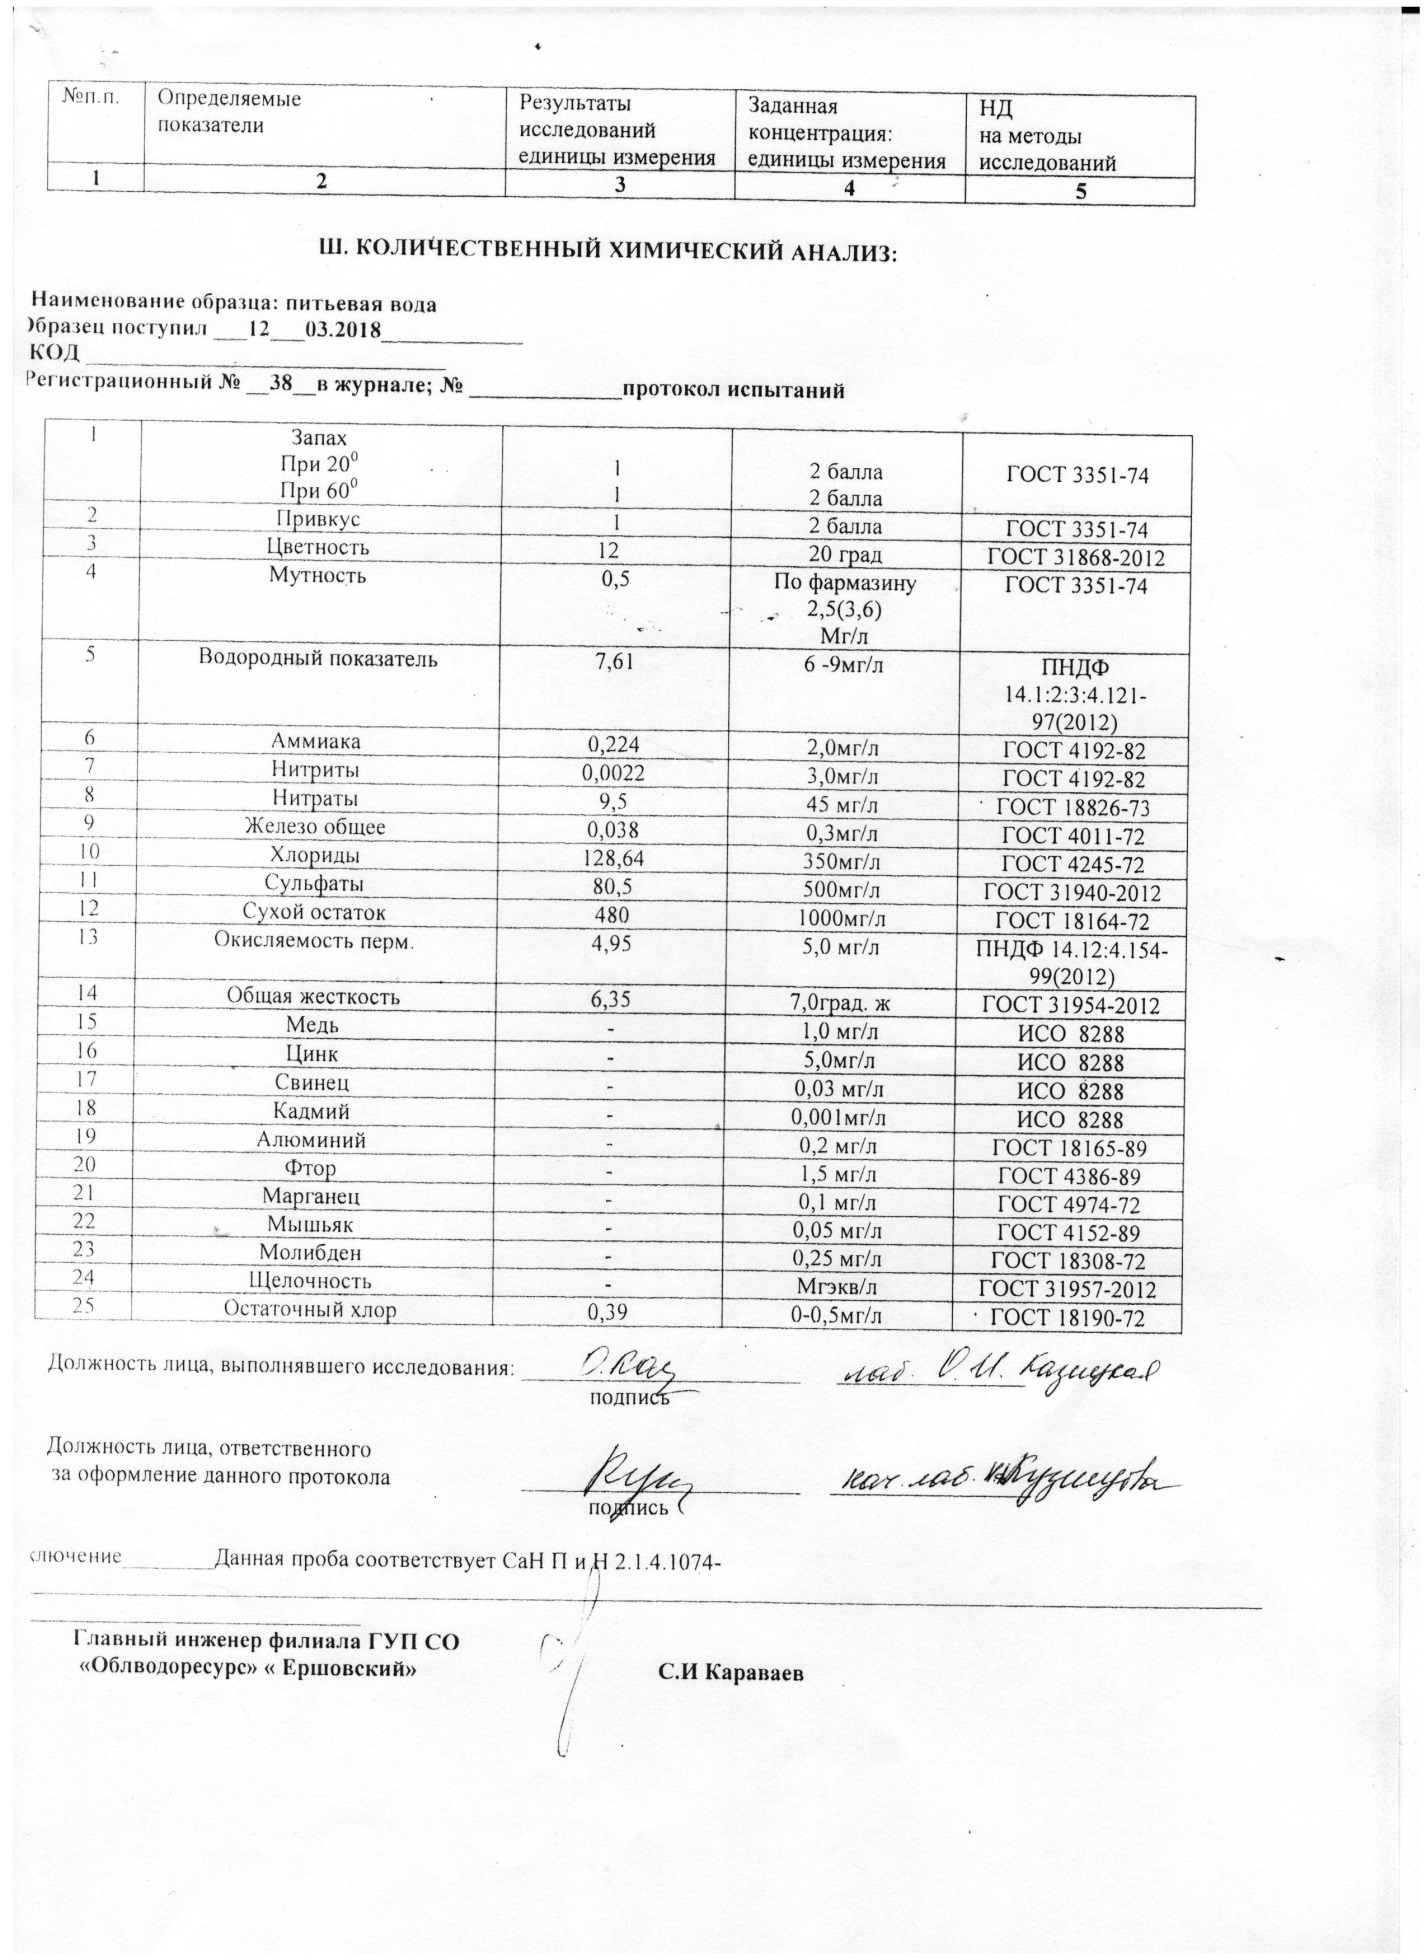 №п.п. Определяемые показатели Результаты исследований единицы измерения Заданная концентрация: единицы измерения НД на методы исследований
1 2 3 4 5
Ш. КОЛИЧЕСТВЕННЫЙ ХИМИЧЕСКИЙ АНАЛИЗ:
Наименование образца: питьевая вода
Образец поступил ___12___03.2018____________
КОД ______________________________
Регистрационный № __38__в журнале; № _____________протокол испытаний
1 Запах
При 20⁰ 1 2 балла ГОСТ 3351-74
При 60⁰ 1 2 балла
2 Привкус 1 2 балла ГОСТ 3351-74
3 Цветность 12 20 град ГОСТ 31868-2012
4 Мутность 0,5 По фармазину ГОСТ 3351-74
2,5(3,6)
Мг/л
5 Водородный показатель 7,61 6 -9мг/л ПНДФ
14.1:2:3:4.121-
97(2012)
6 Аммиака 0,224 2,0мг/л ГОСТ 4192-82
7 Нитриты 0,0022 3,0мг/л ГОСТ 4192-82
8 Нитраты 9,5 45 мг/л ГОСТ 18826-73
9 Железо общее 0,038 0,3мг/л ГОСТ 4011-72
10 Хлориды 128,64 350мг/л ГОСТ 4245-72
11 Сульфаты 80,5 500мг/л ГОСТ 31940-2012
12 Сухой остаток 480 1000мг/л ГОСТ 18164-72
13 Окисляемость перм. 4,95 5,0 мг/л ПНДФ 14.12:4.154-
99(2012)
14 Общая жесткость 6,35 7,0град. ж ГОСТ 31954-2012
15 Медь - 1,0 мг/л ИСО 8288
16 Цинк - 5,0мг/л ИСО 8288
17 Свинец - 0,03 мг/л ИСО 8288
18 Кадмий - 0,001мг/л ИСО 8288
19 Алюминий - 0,2 мг/л ГОСТ 18165-89
20 Фтор - 1,5 мг/л ГОСТ 4386-89
21 Марганец - 0,1 мг/л ГОСТ 4974-72
22 Мышьяк - 0,05 мг/л ГОСТ 4152-89
23 Молибден - 0,25 мг/л ГОСТ 18308-72
24 Щелочность - Мгэкв/л ГОСТ 31957-2012
25 Остаточный хлор 0,39 0-0,5мг/л ГОСТ 18190-72
Должность лица, выполнявшего исследования: лаб. О.И. Казицкая
подпись
Должность лица, ответственного
за оформление данного протокола нач. лаб. Кузнецова
подпись
ключение________Данная проба соответствует СаН П и Н 2.1.4.1074-
Главный инженер филиала ГУП СО
«Облводоресурс» « Ершовский» С.И Караваев